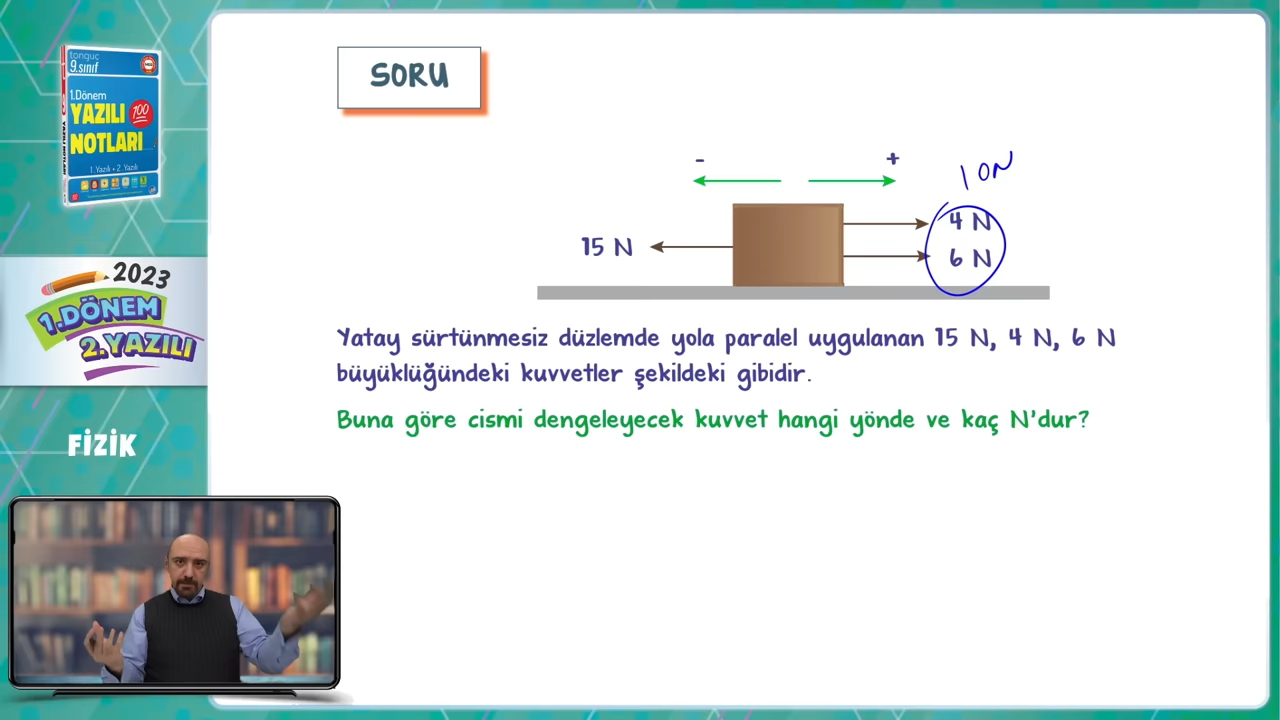 tonguç
9.sınıf
1.Dönem
YAZILI
100
NOTLARI
1.Yazılı • 2.Yazılı
YAZILI NOTLARI
2023
1.DÖNEM
2.YAZILI
FİZİK
SORU
-
+
10N
4 N
15 N
6 N
Yatay sürtünmesiz düzlemde yola paralel uygulanan 15 N, 4 N, 6 N
büyüklüğündeki kuvvetler şekildeki gibidir.
Buna göre cismi dengeleyecek kuvvet hangi yönde ve kaç N'dur?